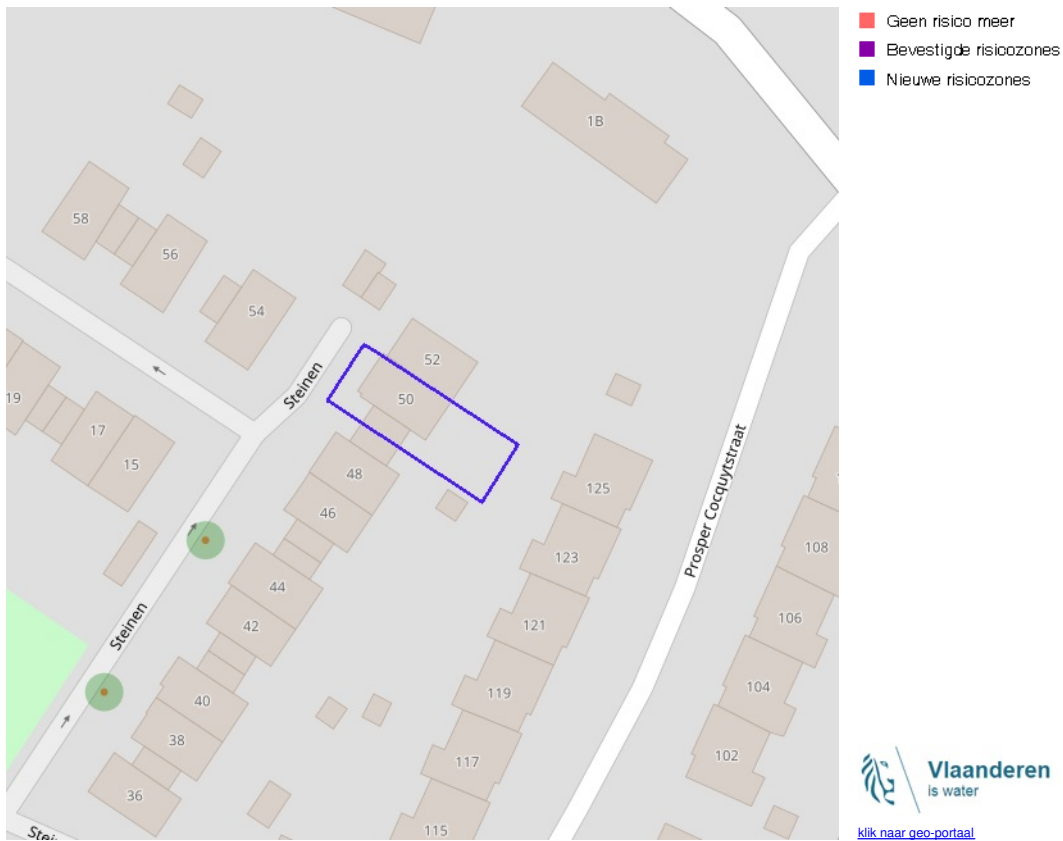 Geen risico meer
Bevestigde risicozones
Nieuwe risicozones
1B
58
56
54
52
50
Steinen
19
17
15
48
46
125
123
108
44
42
121
106
Prosper Cocquytstraat
Steinen
40
119
104
38
117
102
36
115
Steinen
Vlaanderen
is water
klik naar geo-portaal